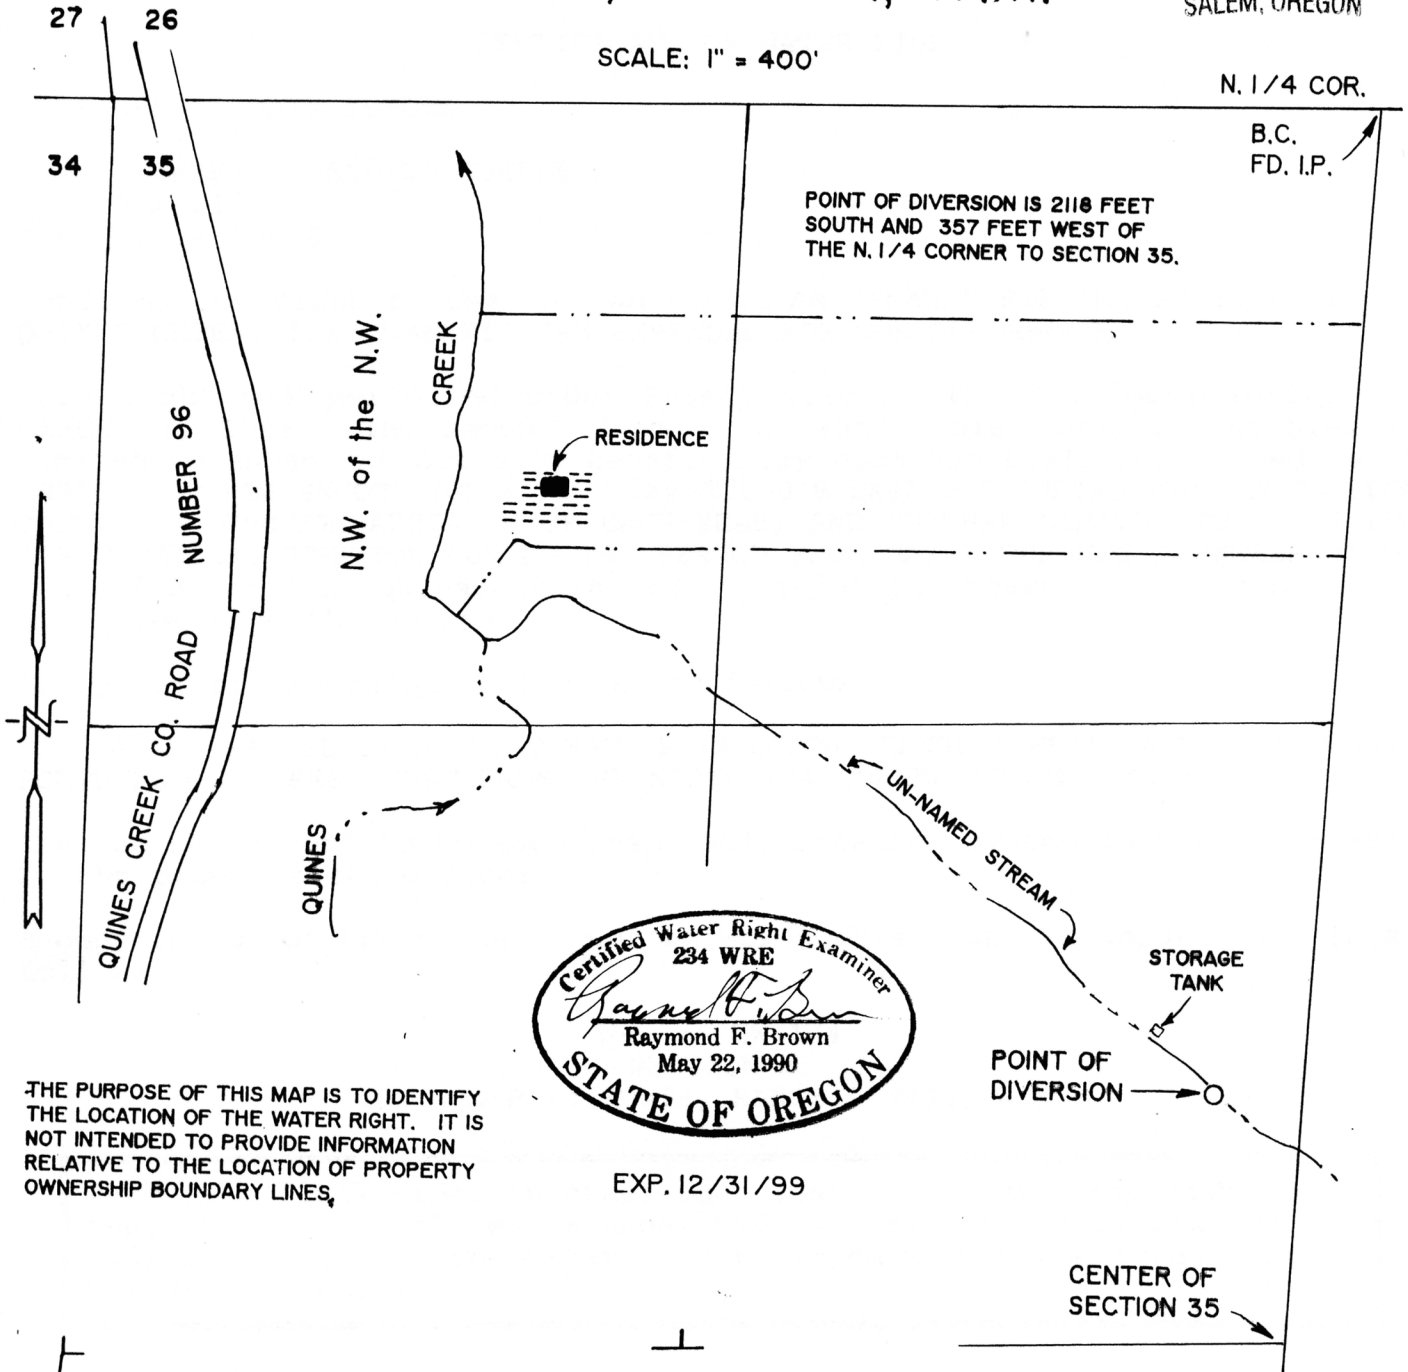 SALEM, OREGON
27 26
SCALE: 1" = 400'
N. 1/4 COR.
34 35
B.C.
FD. I.P.
POINT OF DIVERSION IS 2118 FEET
SOUTH AND 357 FEET WEST OF
THE N. 1/4 CORNER TO SECTION 35.
N.W. of the N.W.
CREEK
RESIDENCE
QUINES CREEK CO. ROAD NUMBER 96
N
QUINES
UN-NAMED STREAM
STORAGE
TANK
POINT OF
DIVERSION
Certified Water Right Examiner
234 WRE
Raymond F. Brown
Raymond F. Brown
May 22, 1990
STATE OF OREGON
EXP. 12/31/99
THE PURPOSE OF THIS MAP IS TO IDENTIFY
THE LOCATION OF THE WATER RIGHT. IT IS
NOT INTENDED TO PROVIDE INFORMATION
RELATIVE TO THE LOCATION OF PROPERTY
OWNERSHIP BOUNDARY LINES.
CENTER OF
SECTION 35